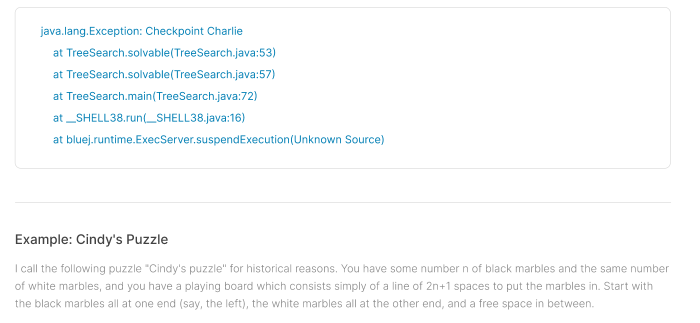 java.lang.Exception: Checkpoint Charlie
at TreeSearch.solvable(TreeSearch.java:53)
at TreeSearch.solvable(TreeSearch.java:57)
at TreeSearch.main(TreeSearch.java:72)
at __SHELL38.run(__SHELL38.java:16)
at bluej.runtime.ExecServer.suspendExecution(Unknown Source)
Example: Cindy's Puzzle
I call the following puzzle "Cindy's puzzle" for historical reasons. You have some number n of black marbles and the same number
of white marbles, and you have a playing board which consists simply of a line of 2n+1 spaces to put the marbles in. Start with
the black marbles all at one end (say, the left), the white marbles all at the other end, and a free space in between.